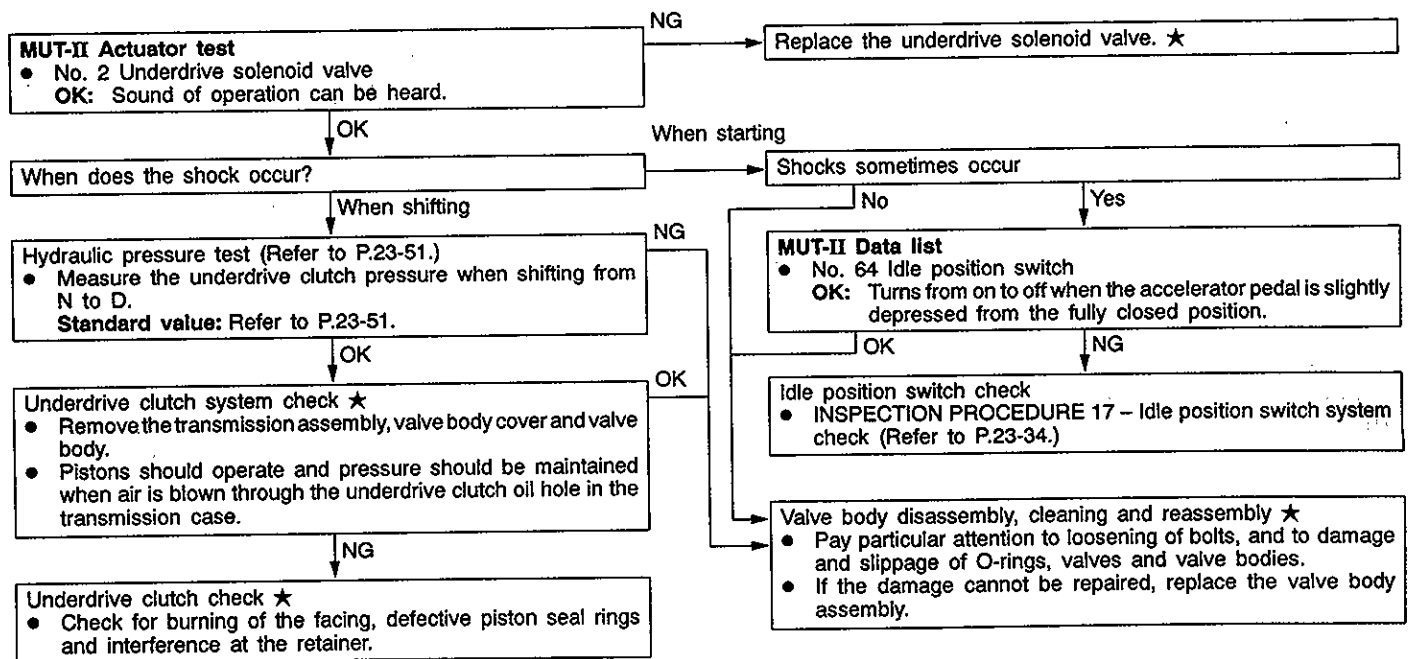 MUT-II Actuator test
● No. 2 Underdrive solenoid valve
OK: Sound of operation can be heard.
NG
Replace the underdrive solenoid valve. ★
OK
When does the shock occur?
When starting
Shocks sometimes occur
When shifting
No
Yes
Hydraulic pressure test (Refer to P.23-51.)
● Measure the underdrive clutch pressure when shifting from
N to D.
Standard value: Refer to P.23-51.
NG
MUT-II Data list
● No. 64 Idle position switch
OK: Turns from on to off when the accelerator pedal is slightly
depressed from the fully closed position.
OK
OK
NG
Underdrive clutch system check ★
● Remove the transmission assembly, valve body cover and valve
body.
● Pistons should operate and pressure should be maintained
when air is blown through the underdrive clutch oil hole in the
transmission case.
OK
Idle position switch check
● INSPECTION PROCEDURE 17 – Idle position switch system
check (Refer to P.23-34.)
NG
Valve body disassembly, cleaning and reassembly ★
● Pay particular attention to loosening of bolts, and to damage
and slippage of O-rings, valves and valve bodies.
● If the damage cannot be repaired, replace the valve body
assembly.
Underdrive clutch check ★
● Check for burning of the facing, defective piston seal rings
and interference at the retainer.